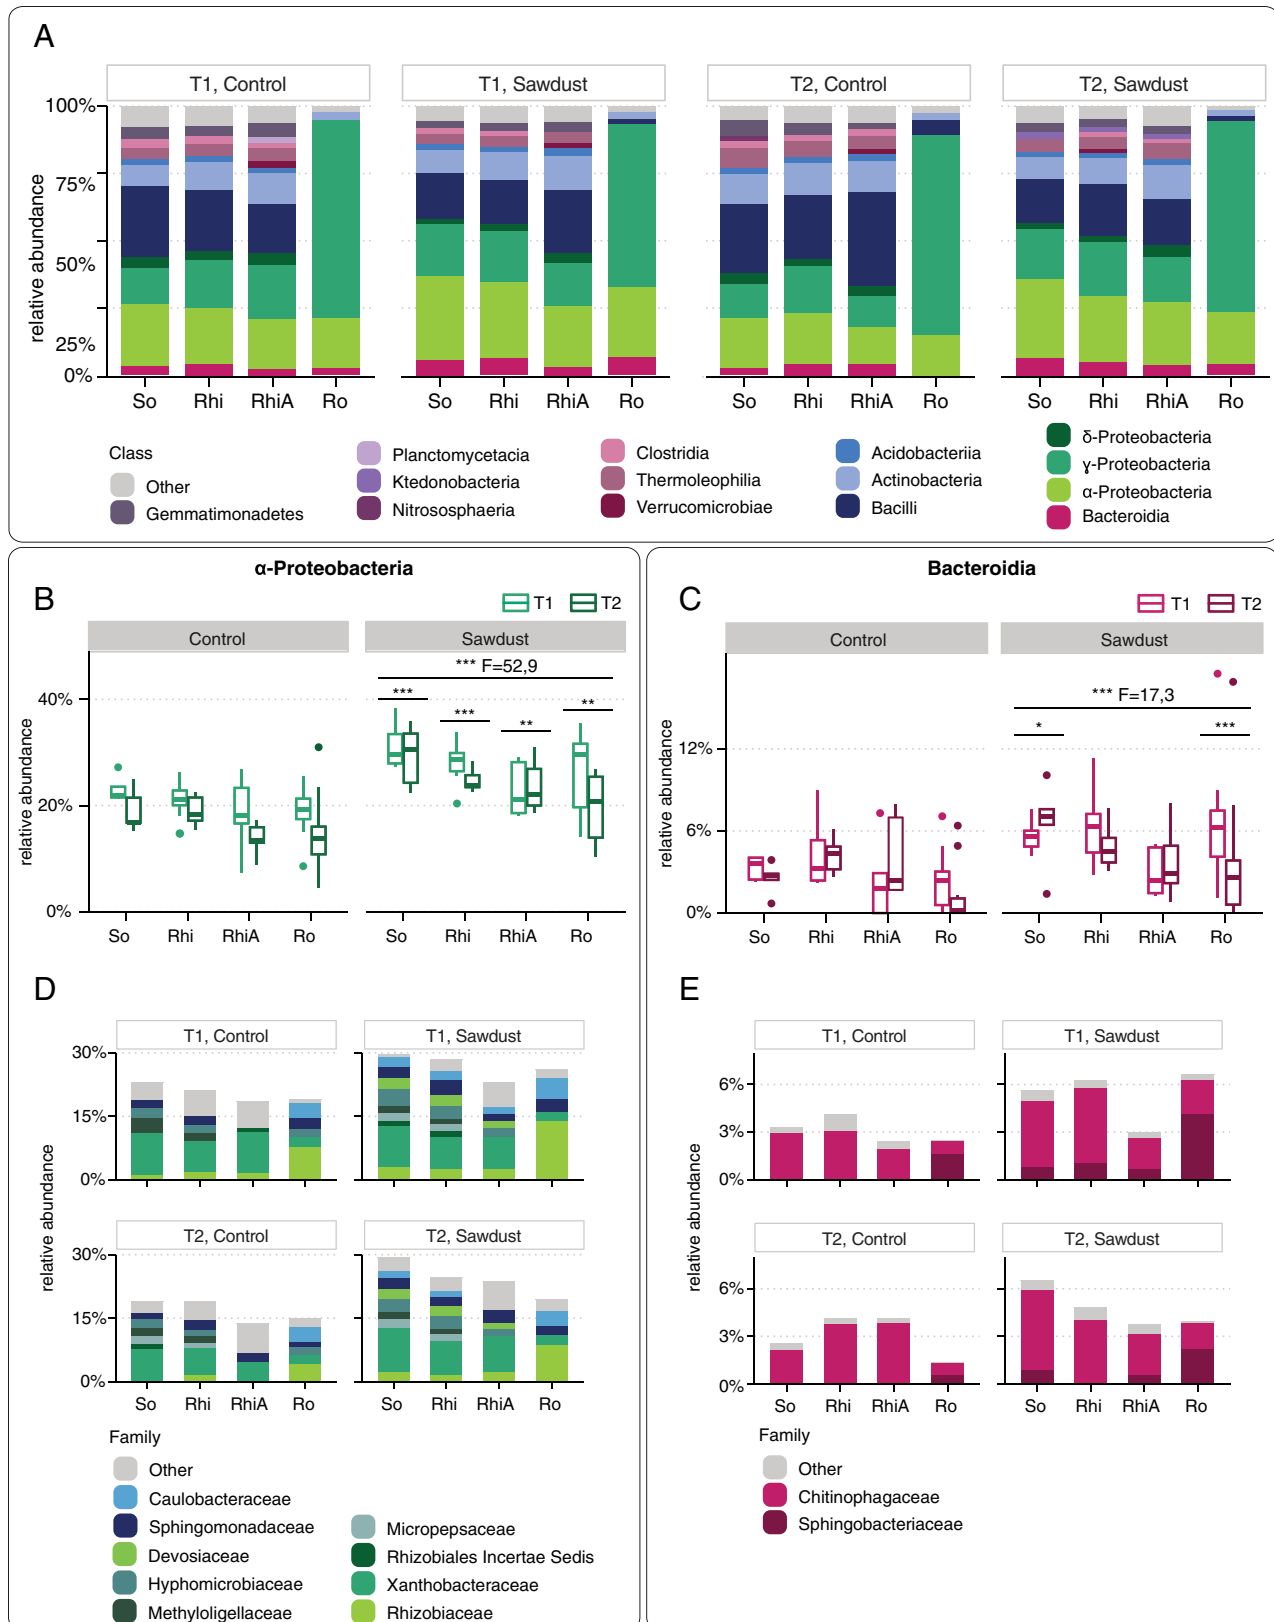 A
T1, Control
T1, Sawdust
T2, Control
T2, Sawdust
relative abundance
100%
75%
50%
25%
0%
So Rhi RhiA Ro
So Rhi RhiA Ro
So Rhi RhiA Ro
So Rhi RhiA Ro
Class
Other
Gemmatimonadetes
Planctomycetacia
Ktedonobacteria
Nitrososphaeria
Clostridia
Thermoleophilia
Verrucomicrobiae
Acidobacteriia
Actinobacteria
Bacilli
δ-Proteobacteria
ɣ-Proteobacteria
α-Proteobacteria
Bacteroidia
α-Proteobacteria
B
T1 T2
Control
Sawdust
*** F=52,9
***
***
**
**
relative abundance
40%
20%
0%
So Rhi RhiA Ro
So Rhi RhiA Ro
Bacteroidia
C
T1 T2
Control
Sawdust
*** F=17,3
*
***
relative abundance
12%
6%
0%
So Rhi RhiA Ro
So Rhi RhiA Ro
D
T1, Control
T1, Sawdust
30%
15%
0%
relative abundance
T2, Control
T2, Sawdust
30%
15%
0%
So Rhi RhiA Ro
So Rhi RhiA Ro
Family
Other
Caulobacteraceae
Sphingomonadaceae
Devosiaceae
Hyphomicrobiaceae
Methyloligellaceae
Micropepsaceae
Rhizobiales Incertae Sedis
Xanthobacteraceae
Rhizobiaceae
E
T1, Control
T1, Sawdust
6%
3%
0%
relative abundance
T2, Control
T2, Sawdust
6%
3%
0%
So Rhi RhiA Ro
So Rhi RhiA Ro
Family
Other
Chitinophagaceae
Sphingobacteriaceae